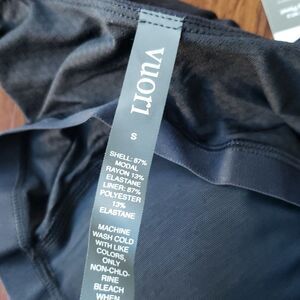 vuori
S
SHELL: 87%
MODAL
RAYON 13%
ELASTANE
LINER: 87%
POLYESTER
13%
ELASTANE
MACHINE
WASH COLD
WITH LIKE
COLORS,
ONLY
NON-CHLO-
RINE
BLEACH
WHEN